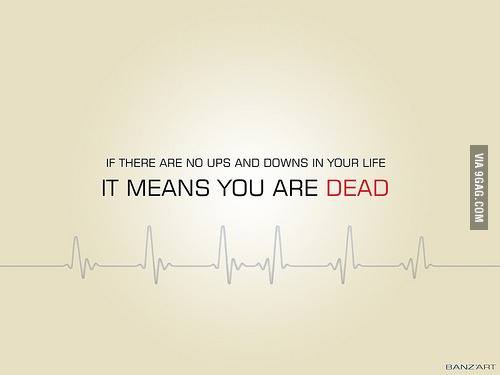 IF THERE ARE NO UPS AND DOWNS IN YOUR LIFE
IT MEANS YOU ARE DEAD
VIA 9GAG.COM
BANZ'ART